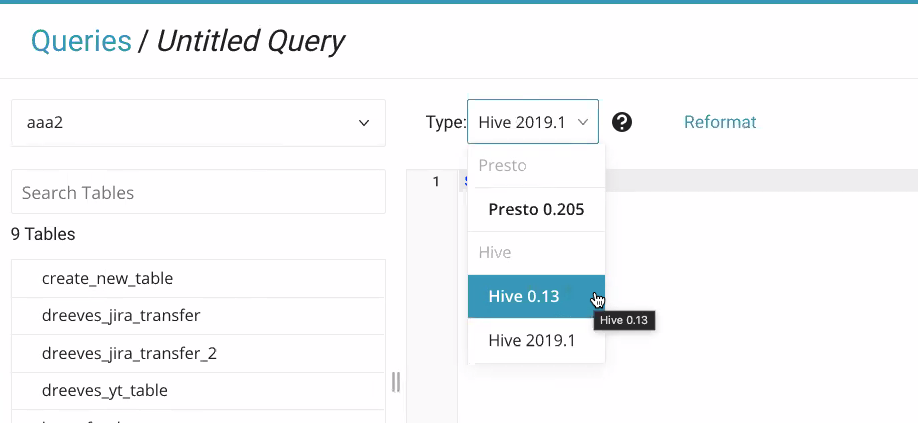 Queries / Untitled Query
aaa2
Type: Hive 2019.1
Reformat
Search Tables
9 Tables
create_new_table
dreeves_jira_transfer
dreeves_jira_transfer_2
dreeves_yt_table
1
Presto
Presto 0.205
Hive
Hive 0.13
Hive 0.13
Hive 2019.1